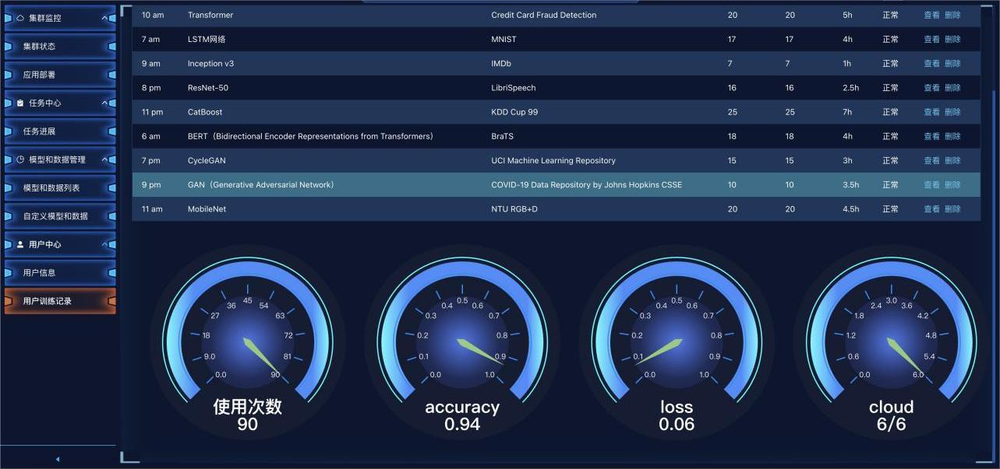 集群监控
集群状态
应用部署
任务中心
任务进展
模型和数据管理
模型和数据列表
自定义模型和数据
用户中心
用户信息
用户训练记录
10 am Transformer Credit Card Fraud Detection 20 20 5h 正常 查看 删除
7 am LSTM网络 MNIST 17 17 4h 正常 查看 删除
9 am Inception v3 IMDb 7 7 1h 正常 查看 删除
8 pm ResNet-50 LibriSpeech 16 16 2.5h 正常 查看 删除
11 pm CatBoost KDD Cup 99 25 25 7h 正常 查看 删除
6 am BERT（Bidirectional Encoder Representations from Transformers） BraTS 18 18 4h 正常 查看 删除
7 pm CycleGAN UCI Machine Learning Repository 15 15 3h 正常 查看 删除
9 pm GAN（Generative Adversarial Network） COVID-19 Data Repository by Johns Hopkins CSSE 10 10 3.5h 正常 查看 删除
11 am MobileNet NTU RGB+D 20 20 4.5h 正常 查看 删除
0.0 9.0 18 27 36 45 54 63 72 81 90
使用次数
90
0.0 0.1 0.2 0.3 0.4 0.5 0.6 0.7 0.8 0.9 1.0
accuracy
0.94
0.0 0.1 0.2 0.3 0.4 0.5 0.6 0.7 0.8 0.9 1.0
loss
0.06
0.0 0.6 1.2 1.8 2.4 3.0 3.6 4.2 4.8 5.4 6.0
cloud
6/6